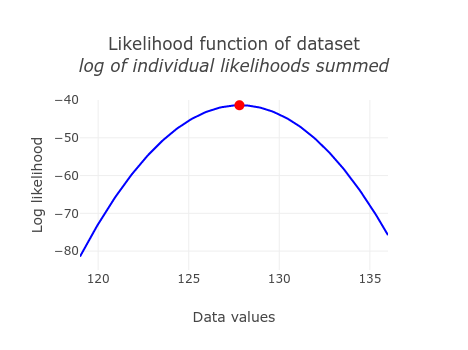 Likelihood function of dataset
log of individual likelihoods summed
−40
−50
−60
−70
−80
Log likelihood
120 125 130 135
Data values